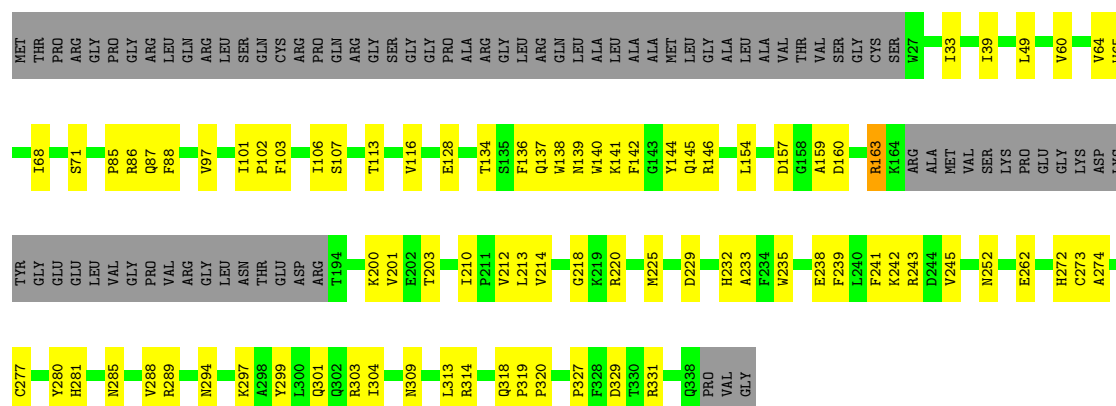 MET THR PRO ARG GLY PRO GLY ARG LEU GLN ARG LEU SER GLN CYS ARG PRO GLN ARG GLY SER GLY GLY PRO ALA ARG GLY LEU ARG GLN LEU ALA LEU ALA ALA MET LEU GLY ALA LEU ALA VAL THR VAL SER GLY CYS SER W27 I33 I39 L49 V60 V64
I68 S71 P85 R86 Q87 F88 V97 I101 P102 F103 I106 S107 T113 V116 E128 T134 S135 F136 Q137 W138 N139 W140 K141 F142 G143 Y144 Q145 R146 L154 D157 G158 A159 D160 R163 K164 ARG ALA MET VAL SER LYS PRO GLU GLY LYS ASP
TYR GLY GLU GLU LEU VAL GLY PRO VAL ARG GLY LEU ASN THR GLU ASP ARG T194 K200 V201 E202 T203 I210 P211 V212 L213 V214 G218 K219 R220 M225 D229 H232 A233 F234 W235 E238 F239 L240 F241 K242 R243 D244 V245 N252 E262 H272 C273 A274
C277 Y280 H281 N285 V288 R289 N294 K297 A298 Y299 L300 Q301 Q302 R303 I304 N309 L313 R314 Q318 P319 P320 P327 F328 D329 T330 R331 Q338 PRO VAL GLY